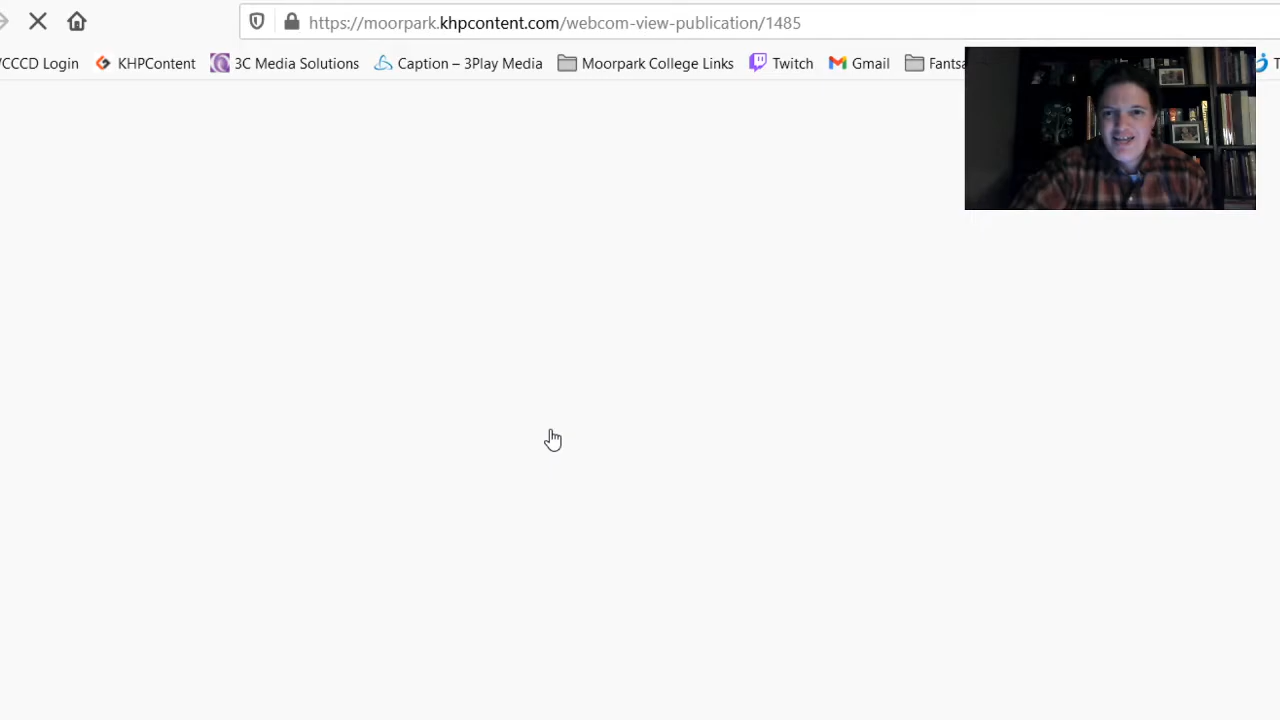 https://moorpark.khpcontent.com/webcom-view-publication/1485
CCCD Login KHPContent 3C Media Solutions Caption – 3Play Media Moorpark College Links Twitch Gmail Fantsa T